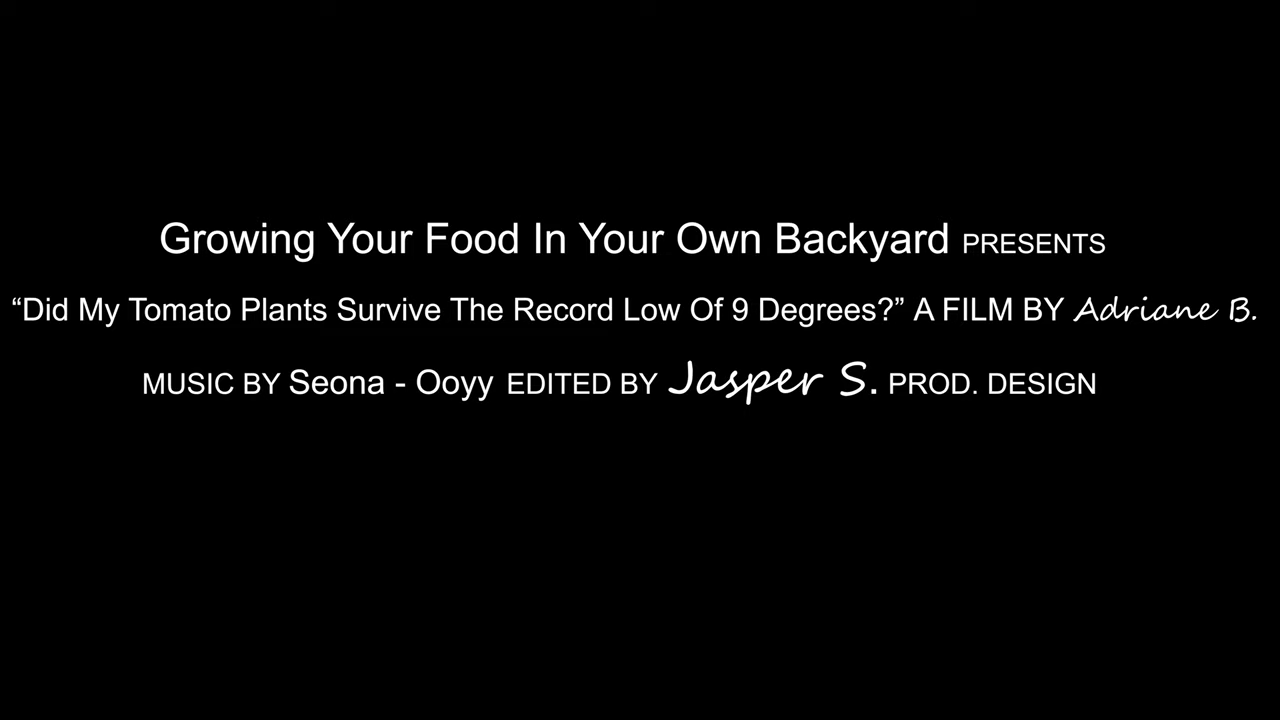 Growing Your Food In Your Own Backyard PRESENTS
“Did My Tomato Plants Survive The Record Low Of 9 Degrees?” A FILM BY Adriane B.
MUSIC BY Seona - Ooyy EDITED BY Jasper S. PROD. DESIGN